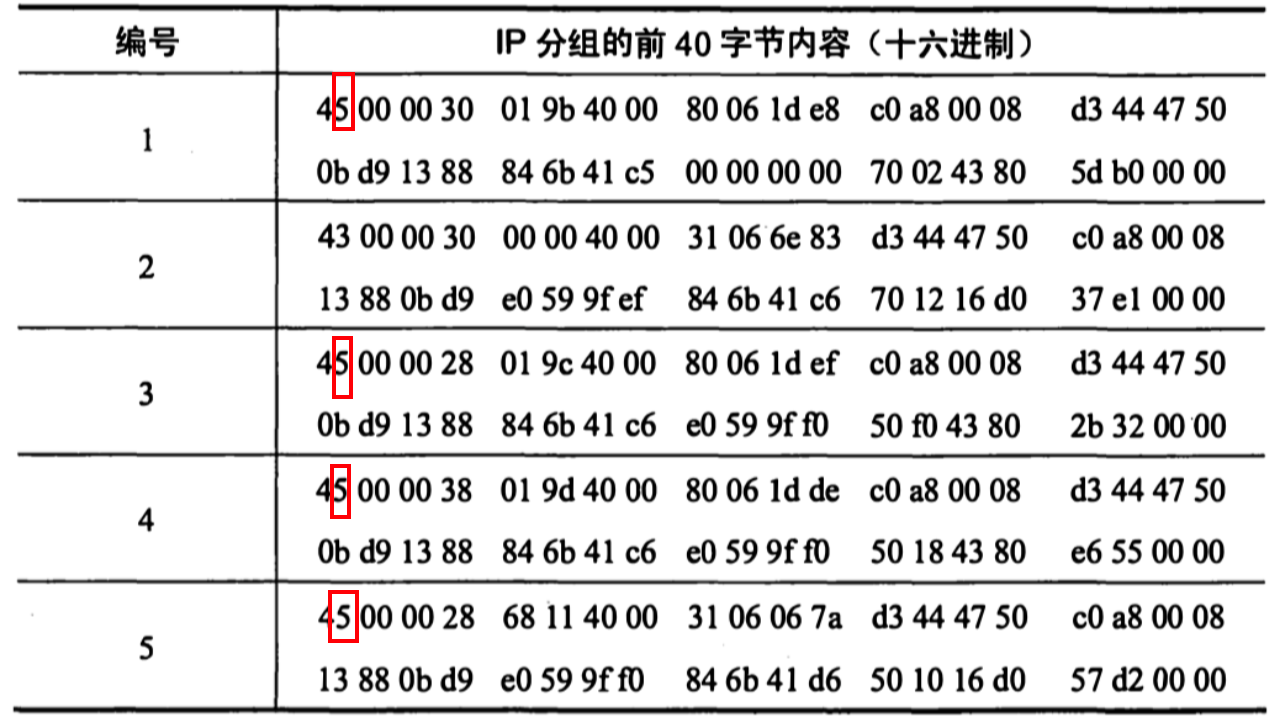 编号 IP 分组的前 40 字节内容（十六进制）
1
45 00 00 30 01 9b 40 00 80 06 1d e8 c0 a8 00 08 d3 44 47 50
0b d9 13 88 84 6b 41 c5 00 00 00 00 70 02 43 80 5d b0 00 00
2
43 00 00 30 00 00 40 00 31 06 6e 83 d3 44 47 50 c0 a8 00 08
13 88 0b d9 e0 59 9f ef 84 6b 41 c6 70 12 16 d0 37 e1 00 00
3
45 00 00 28 01 9c 40 00 80 06 1d ef c0 a8 00 08 d3 44 47 50
0b d9 13 88 84 6b 41 c6 e0 59 9f f0 50 f0 43 80 2b 32 00 00
4
45 00 00 38 01 9d 40 00 80 06 1d de c0 a8 00 08 d3 44 47 50
0b d9 13 88 84 6b 41 c6 e0 59 9f f0 50 18 43 80 e6 55 00 00
5
45 00 00 28 68 11 40 00 31 06 06 7a d3 44 47 50 c0 a8 00 08
13 88 0b d9 e0 59 9f f0 84 6b 41 d6 50 10 16 d0 57 d2 00 00